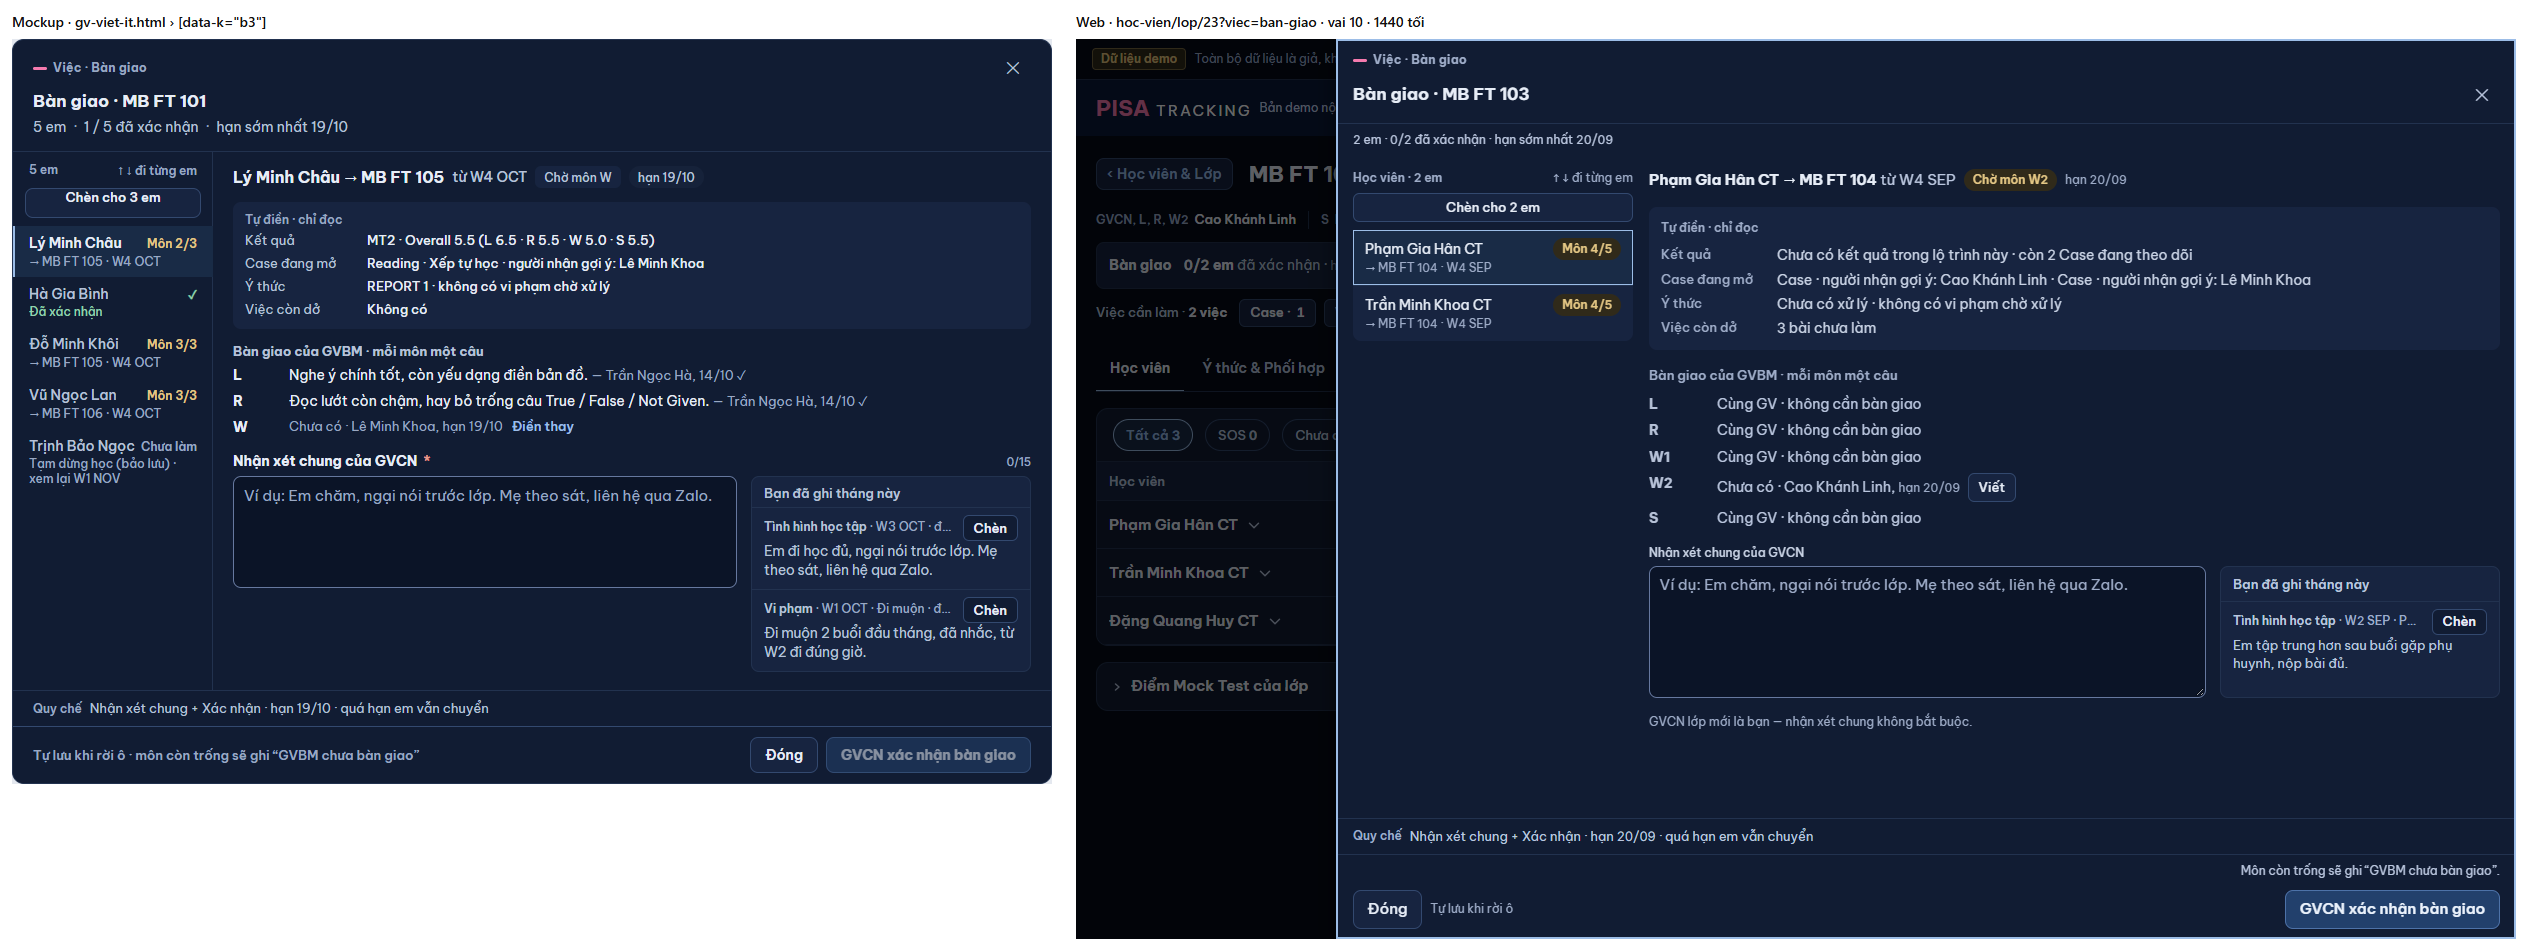 Mockup · gv-viet-it.html › [data-k="b3"]
Việc · Bàn giao
Bàn giao · MB FT 101
5 em · 1 / 5 đã xác nhận · hạn sớm nhất 19/10
5 em ↑↓ đi từng em
Chèn cho 3 em
Lý Minh Châu Môn 2/3
→ MB FT 105 · W4 OCT
Hà Gia Bình ✓
Đã xác nhận
Đỗ Minh Khôi Môn 3/3
→ MB FT 105 · W4 OCT
Vũ Ngọc Lan Môn 3/3
→ MB FT 106 · W4 OCT
Trịnh Bảo Ngọc Chưa làm
Tạm dừng học (bảo lưu) ·
xem lại W1 NOV
Lý Minh Châu → MB FT 105 từ W4 OCT Chờ môn W hạn 19/10
Tự điền · chỉ đọc
Kết quả MT2 · Overall 5.5 (L 6.5 · R 5.5 · W 5.0 · S 5.5)
Case đang mở Reading · Xếp tự học · người nhận gợi ý: Lê Minh Khoa
Ý thức REPORT 1 · không có vi phạm chờ xử lý
Việc còn dở Không có
Bàn giao của GVBM · mỗi môn một câu
L Nghe ý chính tốt, còn yếu dạng điền bản đồ. — Trần Ngọc Hà, 14/10 ✓
R Đọc lướt còn chậm, hay bỏ trống câu True / False / Not Given. — Trần Ngọc Hà, 14/10 ✓
W Chưa có · Lê Minh Khoa, hạn 19/10 Điền thay
Nhận xét chung của GVCN * 0/15
Ví dụ: Em chăm, ngại nói trước lớp. Mẹ theo sát, liên hệ qua Zalo.
Bạn đã ghi tháng này
Tình hình học tập · W3 OCT · đ... Chèn
Em đi học đủ, ngại nói trước lớp. Mẹ
theo sát, liên hệ qua Zalo.
Vi phạm · W1 OCT · Đi muộn · đ... Chèn
Đi muộn 2 buổi đầu tháng, đã nhắc, từ
W2 đi đúng giờ.
Quy chế Nhận xét chung + Xác nhận · hạn 19/10 · quá hạn em vẫn chuyển
Tự lưu khi rời ô · môn còn trống sẽ ghi “GVBM chưa bàn giao”
Đóng
GVCN xác nhận bàn giao
Web · hoc-vien/lop/23?viec=ban-giao · vai 10 · 1440 tối
Dữ liệu demo Toàn bộ dữ liệu là giả, kh
PISA TRACKING Bản demo nộ
‹ Học viên & Lớp MB FT 1
GVCN, L, R, W2 Cao Khánh Linh S
Bàn giao 0/2 em đã xác nhận · h
Việc cần làm · 2 việc Case · 1
Học viên Ý thức & Phối hợp
Tất cả 3 SOS 0 Chưa
Học viên
Phạm Gia Hân CT
Trần Minh Khoa CT
Đặng Quang Huy CT
› Điểm Mock Test của lớp
Việc · Bàn giao
Bàn giao · MB FT 103
2 em · 0/2 đã xác nhận · hạn sớm nhất 20/09
Học viên · 2 em ↑↓ đi từng em
Chèn cho 2 em
Phạm Gia Hân CT Môn 4/5
→ MB FT 104 · W4 SEP
Trần Minh Khoa CT Môn 4/5
→ MB FT 104 · W4 SEP
Phạm Gia Hân CT → MB FT 104 từ W4 SEP Chờ môn W2 hạn 20/09
Tự điền · chỉ đọc
Kết quả Chưa có kết quả trong lộ trình này · còn 2 Case đang theo dõi
Case đang mở Case · người nhận gợi ý: Cao Khánh Linh · Case · người nhận gợi ý: Lê Minh Khoa
Ý thức Chưa có xử lý · không có vi phạm chờ xử lý
Việc còn dở 3 bài chưa làm
Bàn giao của GVBM · mỗi môn một câu
L Cùng GV · không cần bàn giao
R Cùng GV · không cần bàn giao
W1 Cùng GV · không cần bàn giao
W2 Chưa có · Cao Khánh Linh, hạn 20/09 Viết
S Cùng GV · không cần bàn giao
Nhận xét chung của GVCN
Ví dụ: Em chăm, ngại nói trước lớp. Mẹ theo sát, liên hệ qua Zalo.
Bạn đã ghi tháng này
Tình hình học tập · W2 SEP · P... Chèn
Em tập trung hơn sau buổi gặp phụ
huynh, nộp bài đủ.
GVCN lớp mới là bạn — nhận xét chung không bắt buộc.
Quy chế Nhận xét chung + Xác nhận · hạn 20/09 · quá hạn em vẫn chuyển
Môn còn trống sẽ ghi “GVBM chưa bàn giao”.
Đóng Tự lưu khi rời ô
GVCN xác nhận bàn giao